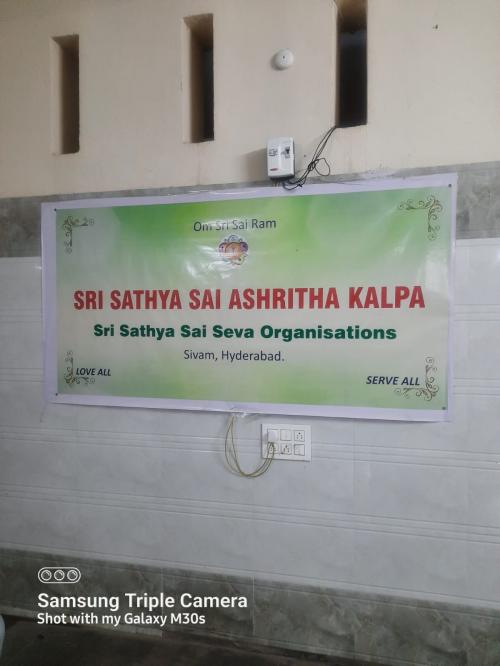 Om Sri Sai Ram
SRI SATHYA SAI ASHRITHA KALPA
Sri Sathya Sai Seva Organisations
Sivam, Hyderabad.
LOVE ALL
SERVE ALL
Samsung Triple Camera
Shot with my Galaxy M30s